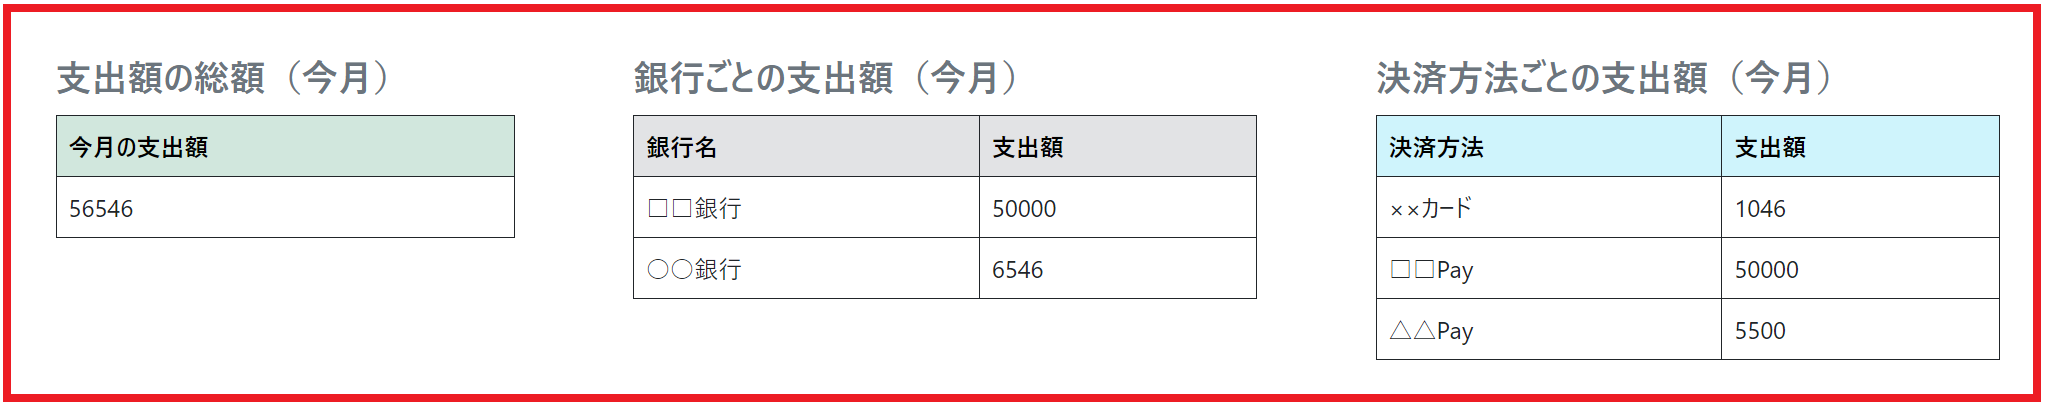 支出額の総額（今月）
今月の支出額
56546
銀行ごとの支出額（今月）
銀行名 支出額
□□銀行 50000
○○銀行 6546
決済方法ごとの支出額（今月）
決済方法 支出額
××カード 1046
□□Pay 50000
△△Pay 5500